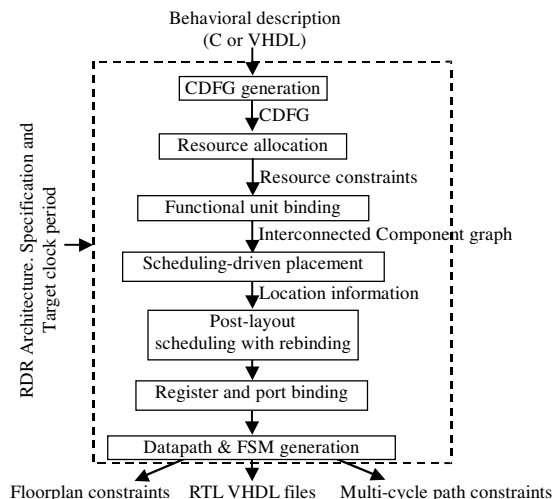 Behavioral description
(C or VHDL)
CDFG generation
CDFG
Resource allocation
Resource constraints
Functional unit binding
Interconnected Component graph
Scheduling-driven placement
Location information
Post-layout
scheduling with rebinding
Register and port binding
Datapath & FSM generation
RDR Architecture. Specification and
Target clock period
Floorplan constraints
RTL VHDL files
Multi-cycle path constraints